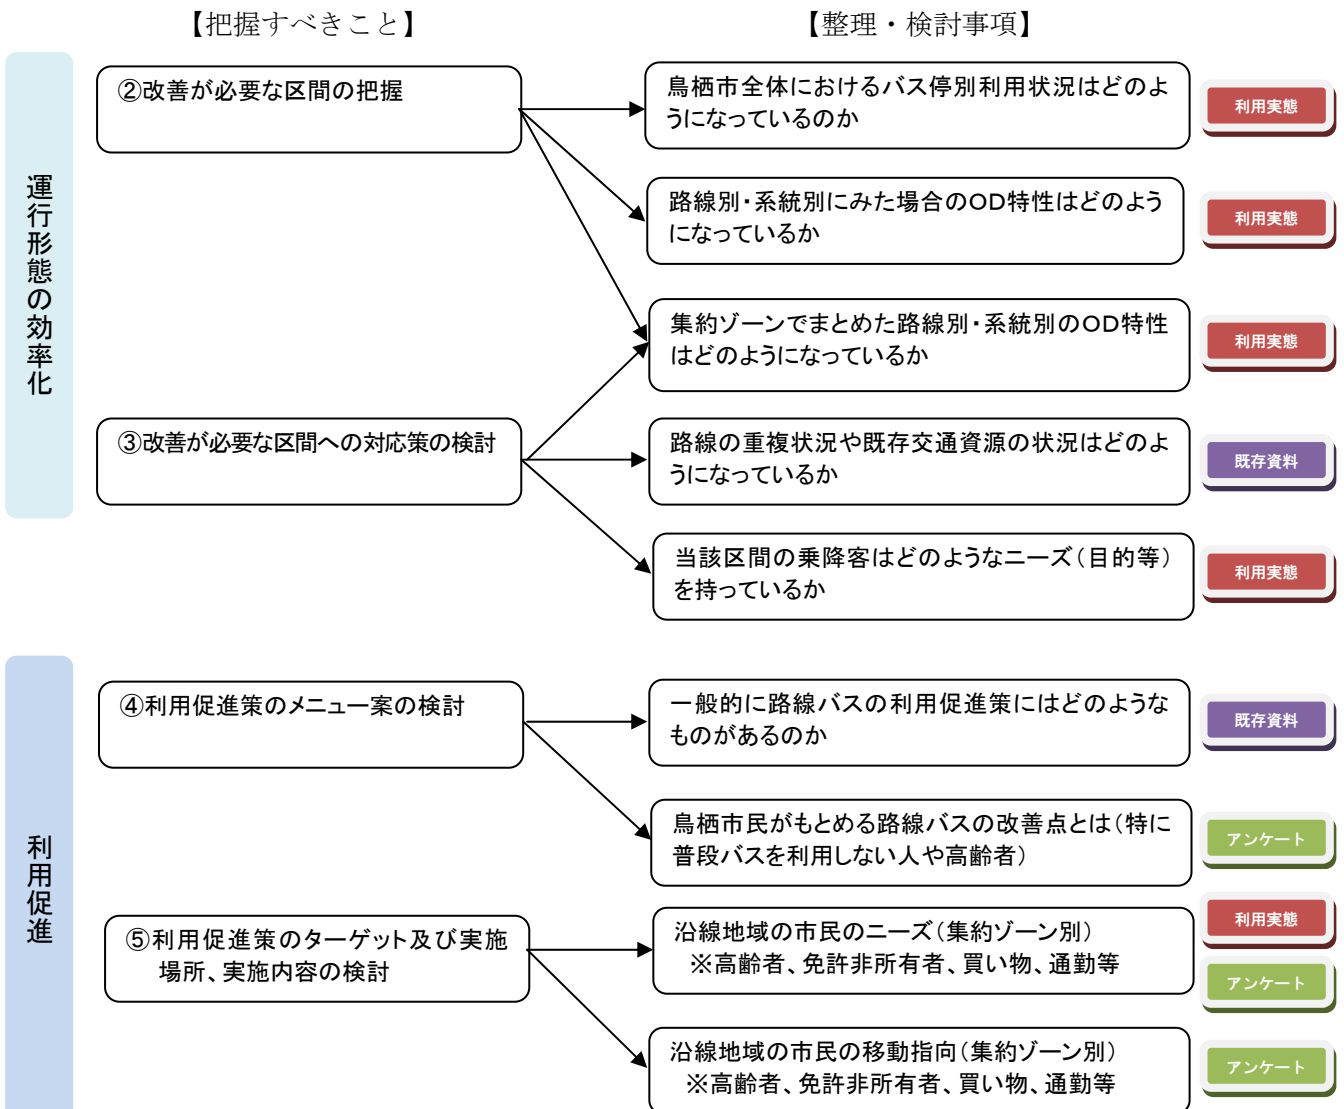 【把握すべきこと】
【整理・検討事項】
運行形態の効率化
②改善が必要な区間の把握
鳥栖市全体におけるバス停別利用状況はどのよ
うになっているのか
利用実態
路線別・系統別にみた場合のOD特性はどのよう
になっているか
利用実態
集約ゾーンでまとめた路線別・系統別のOD特性
はどのようになっているか
利用実態
③改善が必要な区間への対応策の検討
路線の重複状況や既存交通資源の状況はどのよ
うになっているか
既存資料
当該区間の乗降客はどのようなニーズ（目的等）
を持っているか
利用実態
利用促進
④利用促進策のメニュー案の検討
一般的に路線バスの利用促進策にはどのような
ものがあるのか
既存資料
鳥栖市民がもとめる路線バスの改善点とは（特に
普段バスを利用しない人や高齢者）
アンケート
⑤利用促進策のターゲット及び実施
場所、実施内容の検討
沿線地域の市民のニーズ（集約ゾーン別）
※高齢者、免許非所有者、買い物、通勤等
利用実態
アンケート
沿線地域の市民の移動指向（集約ゾーン別）
※高齢者、免許非所有者、買い物、通勤等
アンケート